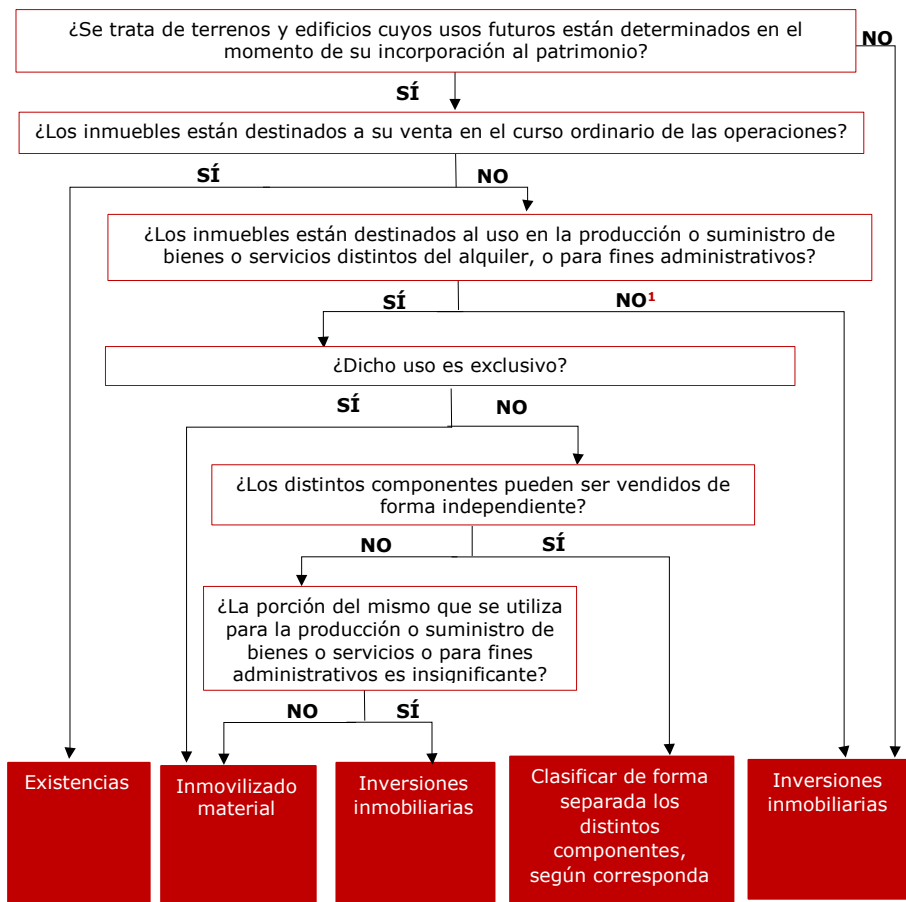 ¿Se trata de terrenos y edificios cuyos usos futuros están determinados en el
momento de su incorporación al patrimonio?
NO
SÍ
¿Los inmuebles están destinados a su venta en el curso ordinario de las operaciones?
SÍ
NO
¿Los inmuebles están destinados al uso en la producción o suministro de
bienes o servicios distintos del alquiler, o para fines administrativos?
SÍ
NO¹
¿Dicho uso es exclusivo?
SÍ
NO
¿Los distintos componentes pueden ser vendidos de
forma independiente?
NO
SÍ
¿La porción del mismo que se utiliza
para la producción o suministro de
bienes o servicios o para fines
administrativos es insignificante?
NO
SÍ
Existencias
Inmovilizado
material
Inversiones
inmobiliarias
Clasificar de forma
separada los
distintos
componentes,
según corresponda
Inversiones
inmobiliarias